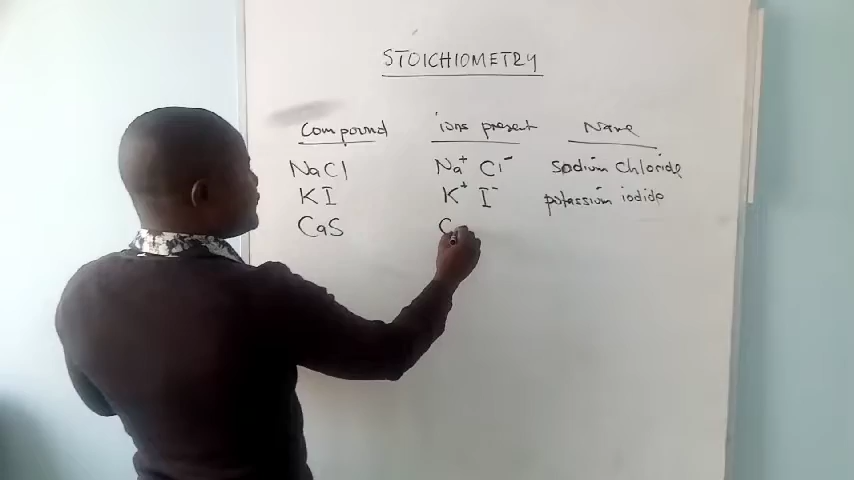 STOICHIOMETRY
Compound ions present Name
NaCl Na⁺ Cl⁻ sodium chloride
KI K⁺ I⁻ potassium iodide
CaS C